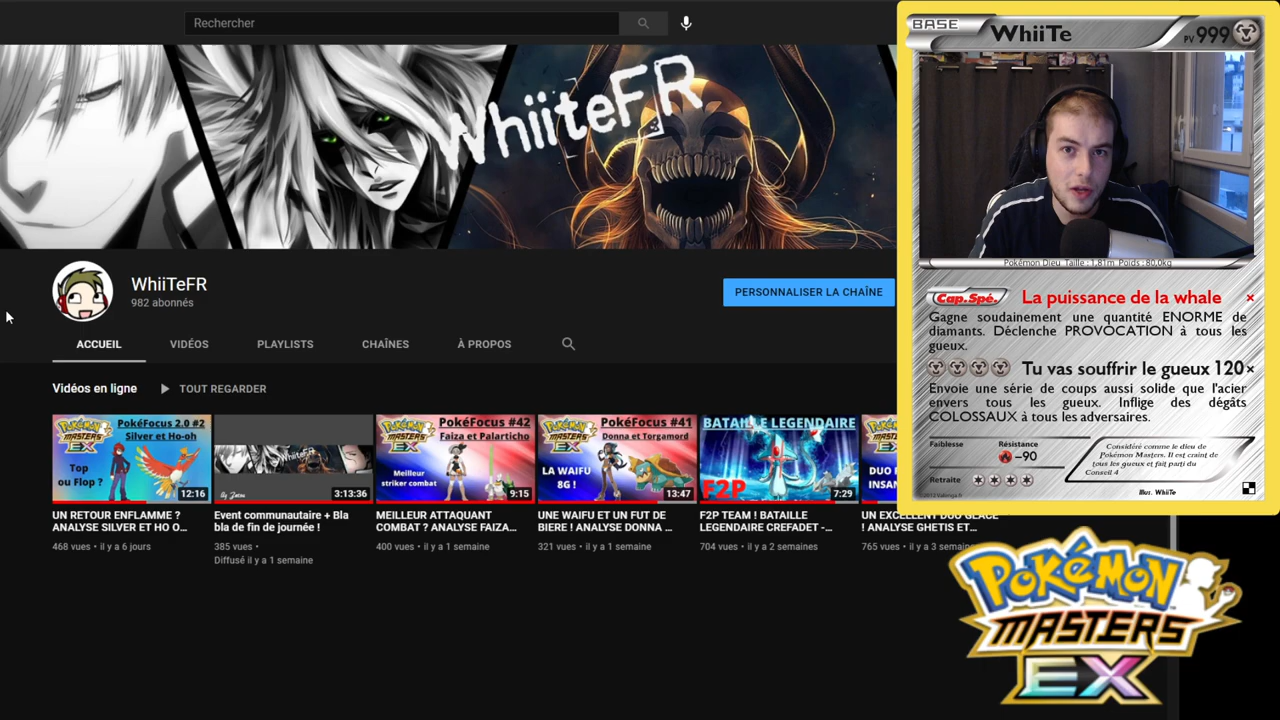 Rechercher
WhiiteFR
WhiiTeFR
982 abonnés
PERSONNALISER LA CHAÎNE
ACCUEIL
VIDÉOS
PLAYLISTS
CHAÎNES
À PROPOS
Vidéos en ligne
TOUT REGARDER
PokéFocus 2.0 #2
Silver et Ho-oh
Top
ou Flop ?
12:16
UN RETOUR ENFLAMME ?
ANALYSE SILVER ET HO O...
468 vues • il y a 6 jours
WhiiteFR
3:13:36
Event communautaire + Bla
bla de fin de journée !
385 vues •
Diffusé il y a 1 semaine
PokéFocus #42
Faiza et Palarticho
Meilleur
striker combat
9:15
MEILLEUR ATTAQUANT
COMBAT ? ANALYSE FAIZA...
400 vues • il y a 1 semaine
PokéFocus #41
Donna et Torgamord
LA WAIFU
8G !
13:47
UNE WAIFU ET UN FUT DE
BIERE ! ANALYSE DONNA ...
321 vues • il y a 1 semaine
BATAILLE LEGENDAIRE
F2P
7:29
F2P TEAM ! BATAILLE
LEGENDAIRE CREFADET -...
704 vues • il y a 2 semaines
DUO
INSAN
UN EXCELLENT DUO GLACE
! ANALYSE GHETIS ET...
765 vues • il y a 3 semaines
BASE
WhiiTe
PV 999
Pokémon Dieu Taille : 1,81m Poids : 80,0kg
Cap.Spé. La puissance de la whale ×
Gagne soudainement une quantité ENORME de
diamants. Déclenche PROVOCATION à tous les
gueux.
Tu vas souffrir le gueux 120×
Envoie une série de coups aussi solide que l'acier
envers tous les gueux. Inflige des dégâts
COLOSSAUX à tous les adversaires.
Faiblesse
Résistance
-90
Retraite
Considéré comme le dieu de
Pokémon Masters. Il est craint de
tous les gueux et fait parti du
Conseil 4
Illus. WhiiTe
POKéMON
MASTERS
EX